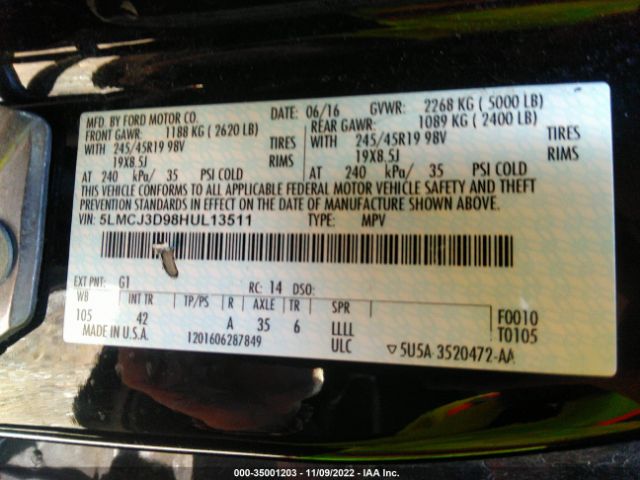 MFD. BY FORD MOTOR CO. DATE: 06/16 GVWR: 2268 KG ( 5000 LB)
FRONT GAWR: 1188 KG ( 2620 LB) REAR GAWR: 1089 KG ( 2400 LB)
WITH 245/45R19 98V TIRES WITH 245/45R19 98V TIRES
19X8.5J RIMS 19X8.5J RIMS
AT 240 kPa/ 35 PSI COLD AT 240 kPa/ 35 PSI COLD
THIS VEHICLE CONFORMS TO ALL APPLICABLE FEDERAL MOTOR VEHICLE SAFETY AND THEFT
PREVENTION STANDARDS IN EFFECT ON THE DATE OF MANUFACTURE SHOWN ABOVE.
VIN: 5LMCJ3D98HUL13511 TYPE: MPV
EXT PNT: G1 RC: 14 DSO:
WB INT TR TP/PS R AXLE TR SPR F0010
105 42 A 35 6 LLLL T0105
MADE IN U.S.A. 1201606287849 ULC ▽5U5A-3520472-AA
000-35001203 - 11/09/2022 - IAA Inc.